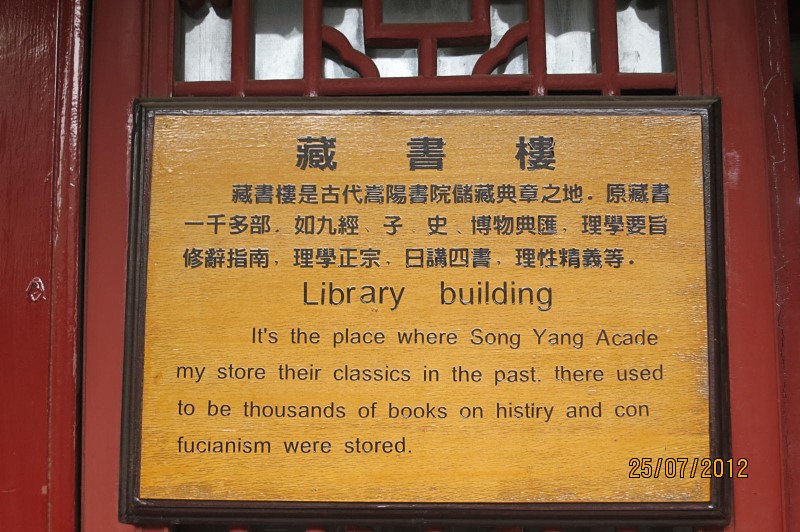 藏書樓
藏書樓是古代嵩陽書院儲藏典章之地．原藏書
一千多部．如九經、子、史、博物典匯、理學要旨
修辭指南、理學正宗、日講四書、理性精義等．
Library building
It's the place where Song Yang Acade
my store their classics in the past. there used
to be thousands of books on histiry and con
fucianism were stored.
25/07/2012